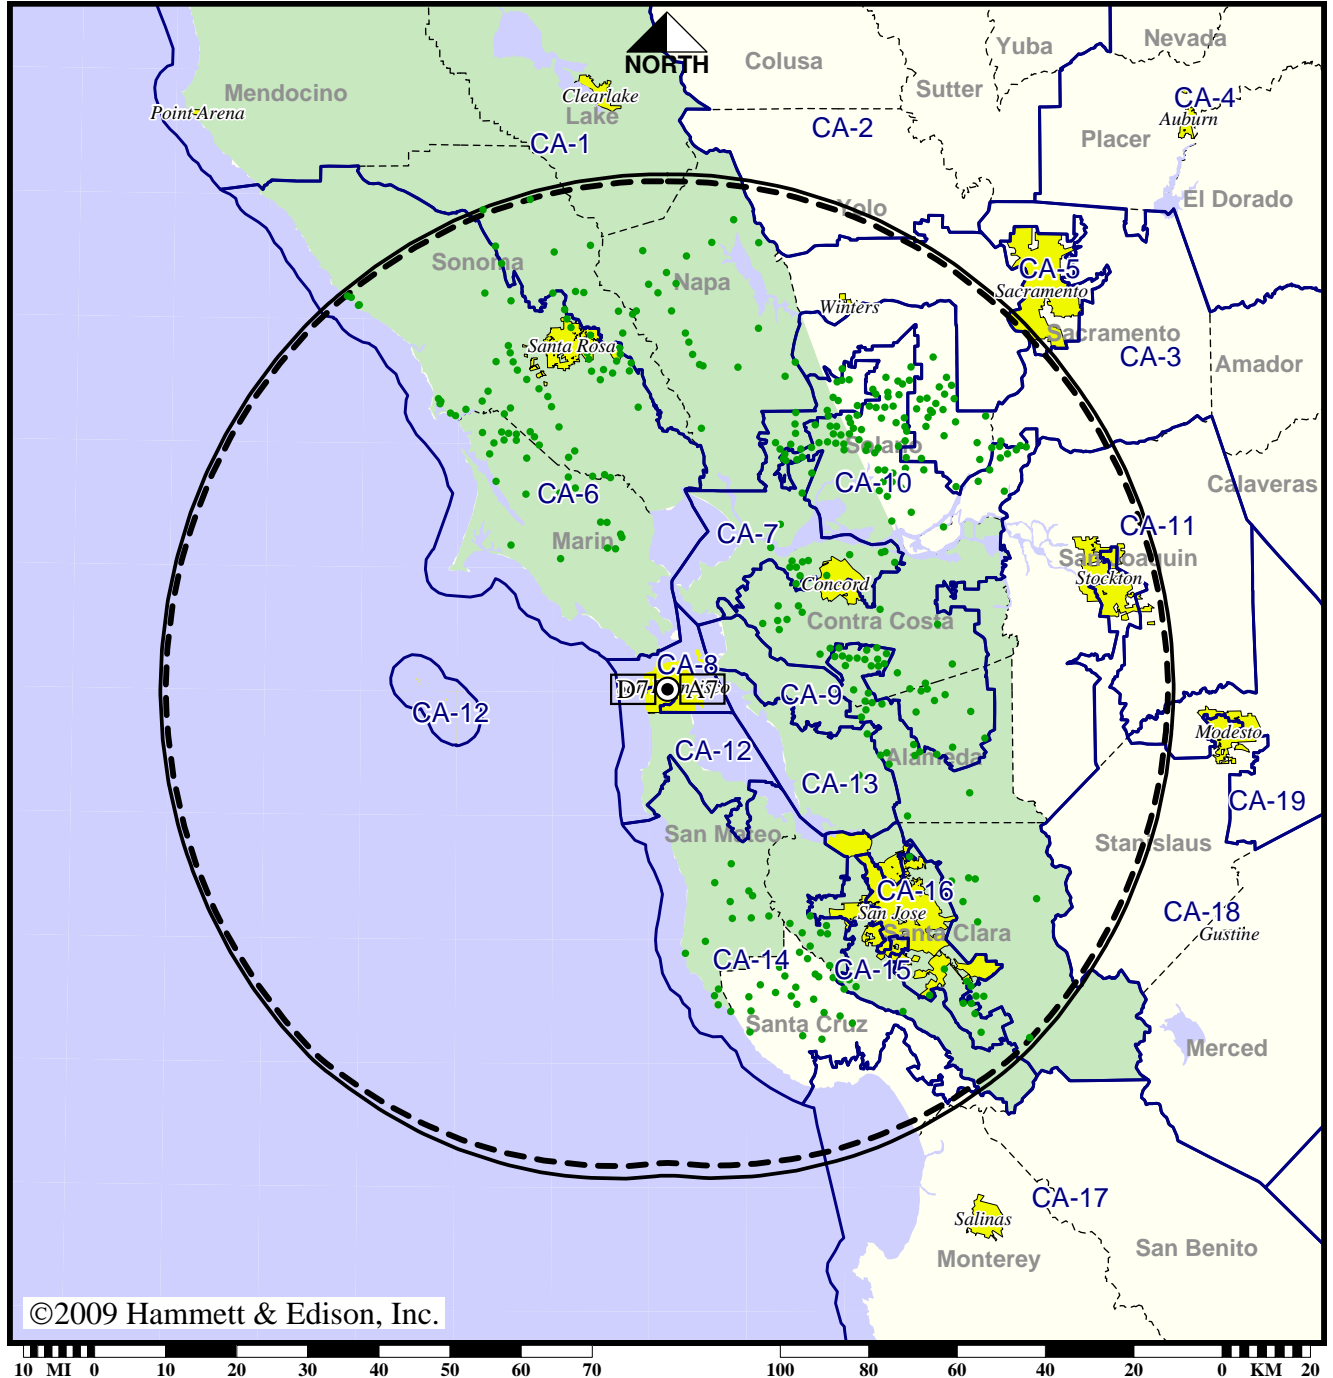 Nevada
Yuba
Colusa
NORTH
Sutter
Mendocino
Clearlake
CA-4
Point Arena
Lake
Auburn
CA-2
Placer
CA-1
El Dorado
Yolo
Sonoma
CA-5
Napa
Sacramento
Winters
Sacramento
Santa Rosa
CA-3
Amador
Solano
CA-10
Calaveras
CA-6
CA-11
CA-7
Marin
San Joaquin
Stockton
Concord
Contra Costa
CA-8
D7 A7
CA-9
CA-12
Modesto
CA-12
Alameda
CA-13
CA-19
San Mateo
Stanislaus
CA-16
San Jose
CA-18
Santa Clara
Gustine
CA-14
CA-15
Santa Cruz
Merced
CA-17
Salinas
Monterey
San Benito
©2009 Hammett & Edison, Inc.
10 MI 0 10 20 30 40 50 60 70 100 80 60 40 20 0 KM 20